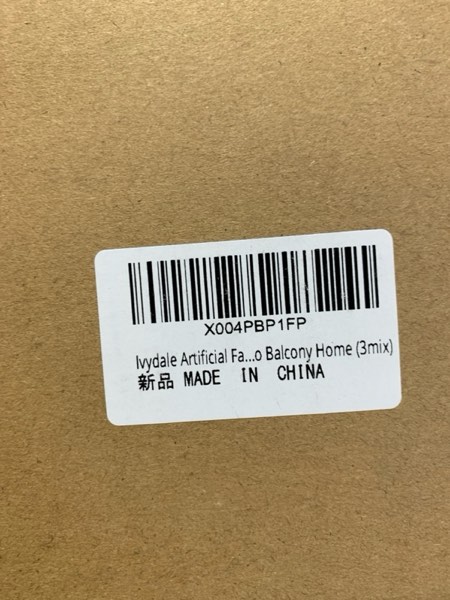 X004PBP1FP
Ivydale Artificial Fa...o Balcony Home (3mix)
新品 MADE IN CHINA